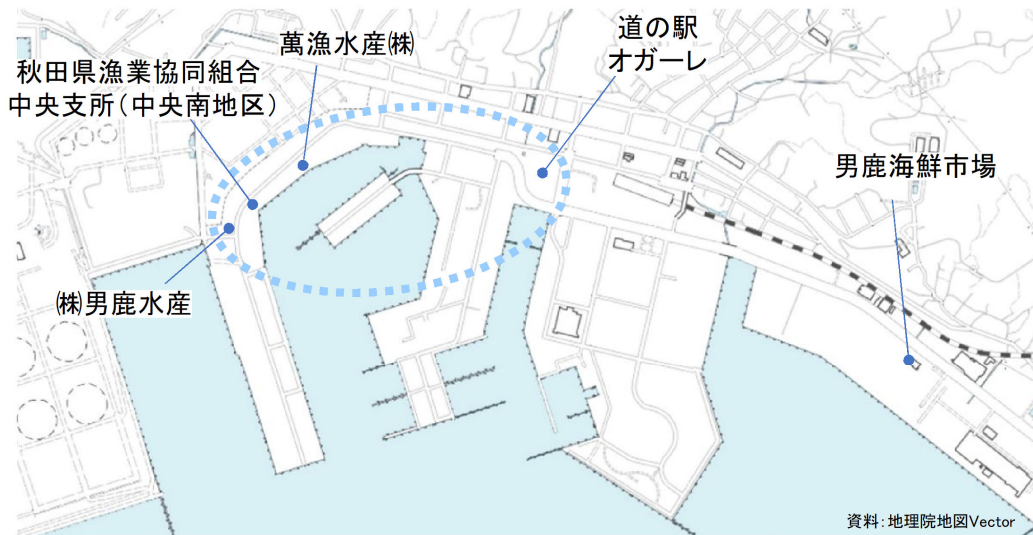 萬漁水産㈱
道の駅
オガーレ
秋田県漁業協同組合
中央支所（中央南地区）
男鹿海鮮市場
㈱男鹿水産
資料：地理院地図Vector